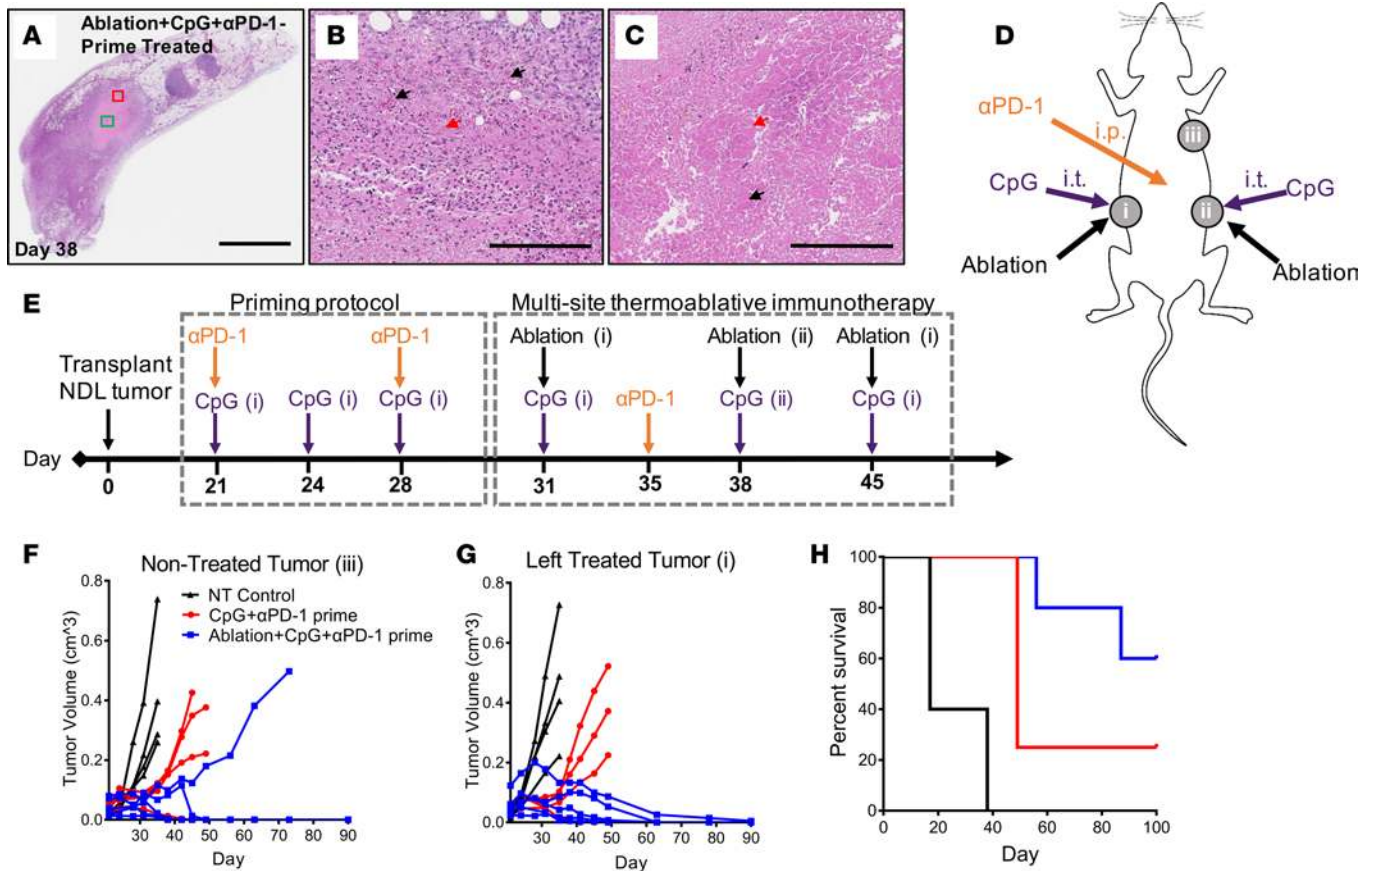 A
Ablation+CpG+αPD-1-
Prime Treated
Day 38
B
C
D
αPD-1
i.p.
iii
CpG
i.t.
i.t.
CpG
i
ii
Ablation
Ablation
E
Priming protocol
Multi-site thermoablative immunotherapy
αPD-1
αPD-1
Ablation (i)
Ablation (ii)
Ablation (i)
Transplant
NDL tumor
CpG (i)
CpG (i)
CpG (i)
CpG (i)
αPD-1
CpG (ii)
CpG (i)
Day
0
21
24
28
31
35
38
45
F
Non-Treated Tumor (iii)
NT Control
CpG+αPD-1 prime
Ablation+CpG+αPD-1 prime
Tumor Volume (cm^3)
0.8
0.6
0.4
0.2
0.0
30
40
50
60
70
80
90
Day
G
Left Treated Tumor (i)
Tumor Volume (cm^3)
0.8
0.6
0.4
0.2
0.0
30
40
50
60
70
80
90
Day
H
Percent survival
100
80
60
40
20
0
0
20
40
60
80
100
Day